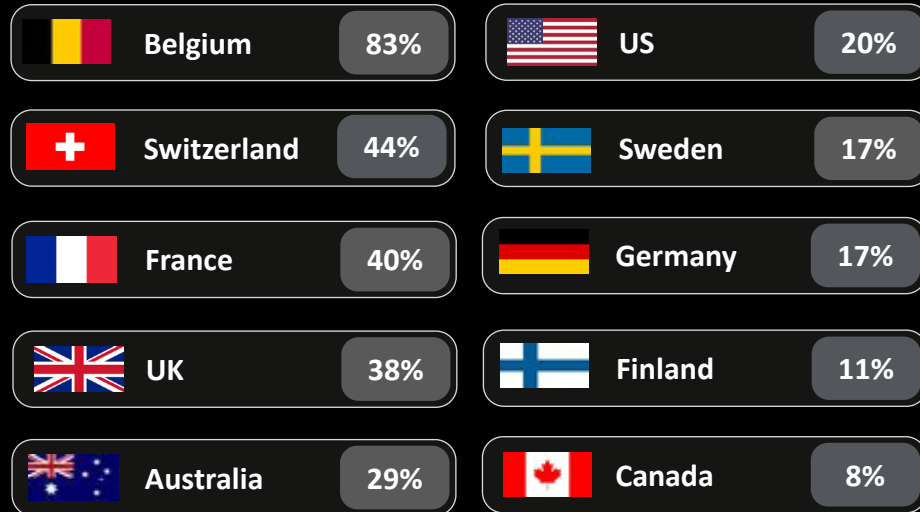 Belgium 83%
Switzerland 44%
France 40%
UK 38%
Australia 29%
US 20%
Sweden 17%
Germany 17%
Finland 11%
Canada 8%